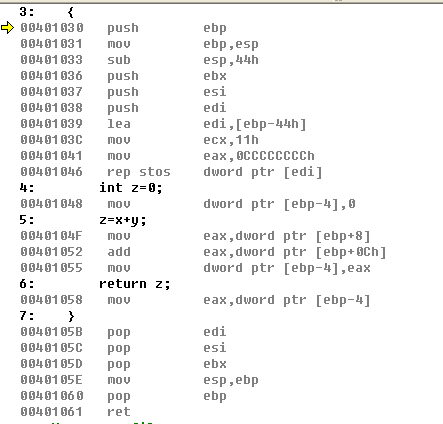 3:    {
00401030   push        ebp
00401031   mov         ebp,esp
00401033   sub         esp,44h
00401036   push        ebx
00401037   push        esi
00401038   push        edi
00401039   lea         edi,[ebp-44h]
0040103C   mov         ecx,11h
00401041   mov         eax,0CCCCCCCCh
00401046   rep stos    dword ptr [edi]
4:        int z=0;
00401048   mov         dword ptr [ebp-4],0
5:        z=x+y;
0040104F   mov         eax,dword ptr [ebp+8]
00401052   add         eax,dword ptr [ebp+0Ch]
00401055   mov         dword ptr [ebp-4],eax
6:        return z;
00401058   mov         eax,dword ptr [ebp-4]
7:    }
0040105B   pop         edi
0040105C   pop         esi
0040105D   pop         ebx
0040105E   mov         esp,ebp
00401060   pop         ebp
00401061   ret